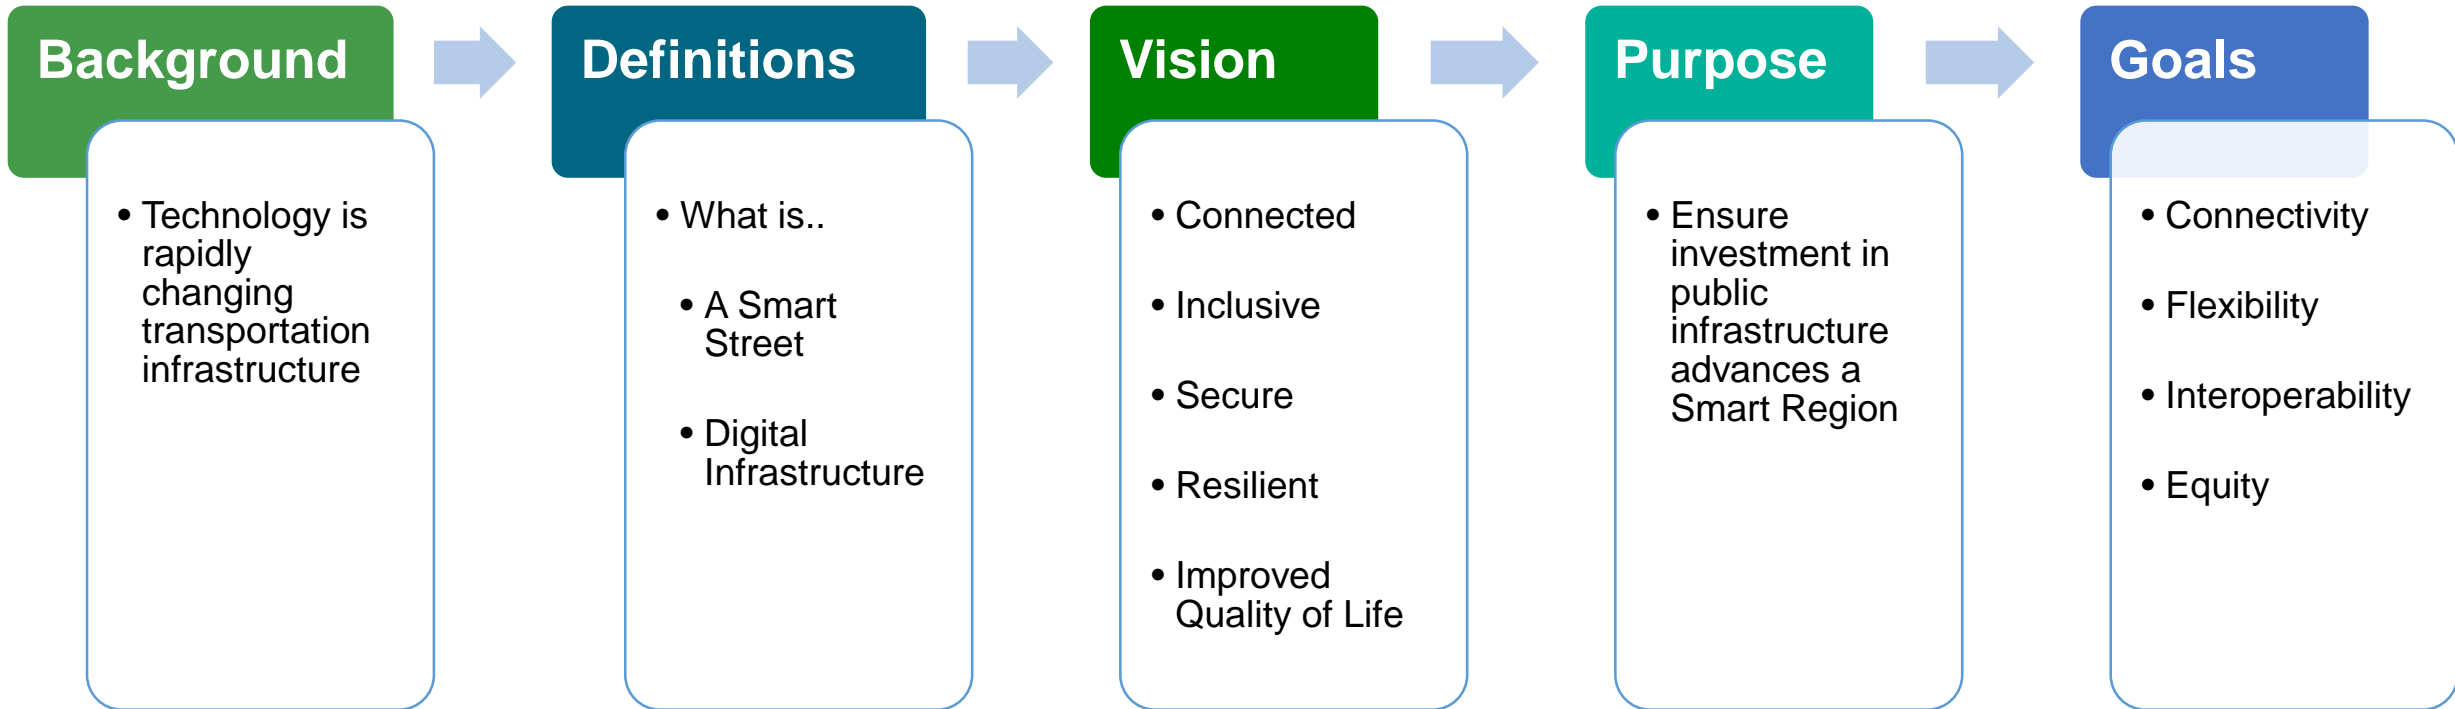 Background
• Technology is
rapidly
changing
transportation
infrastructure
Definitions
• What is..
• A Smart
Street
• Digital
Infrastructure
Vision
• Connected
• Inclusive
• Secure
• Resilient
• Improved
Quality of Life
Purpose
• Ensure
investment in
public
infrastructure
advances a
Smart Region
Goals
• Connectivity
• Flexibility
• Interoperability
• Equity